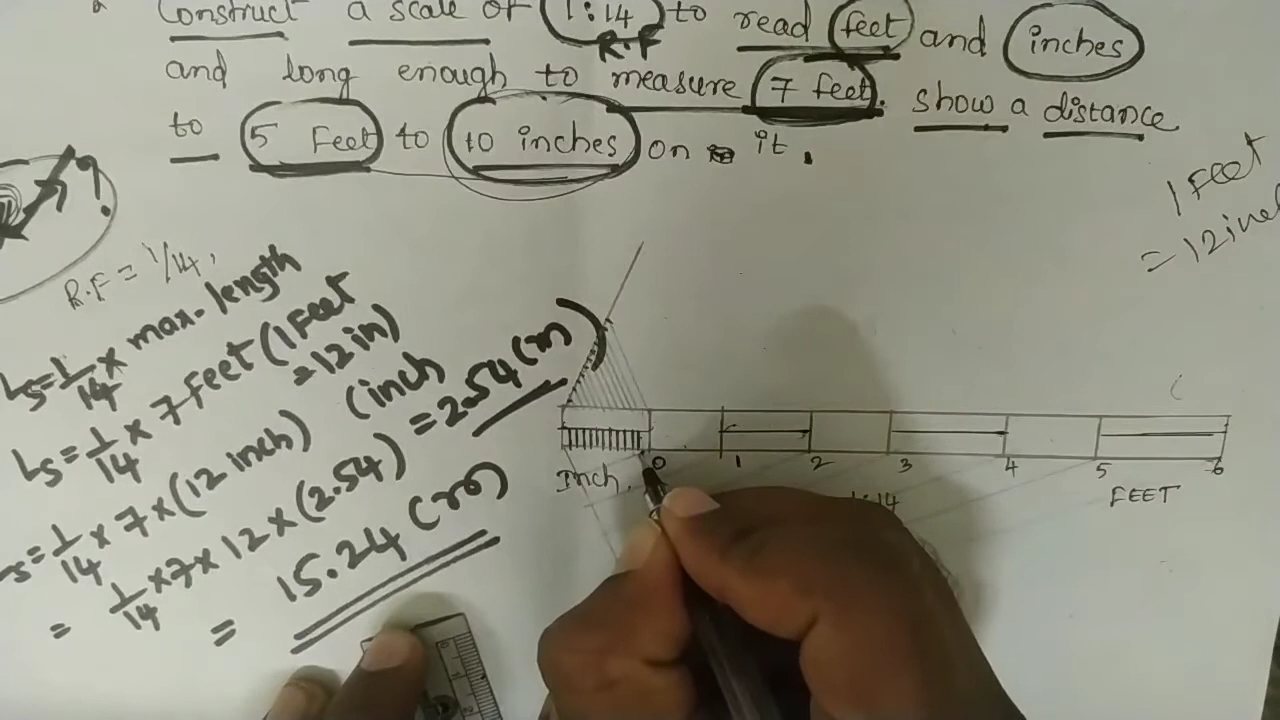 Construct a scale of 1:14 to read feet and inches
R.F
and long enough to measure 7 feet. show a distance
to 5 Feet to 10 inches on it.
1 Feet
= 12 inch
?
R.F = 1/14,
Ls = 1/14 x max. length
Ls = 1/14 x 7 feet (1 Feet
= 12 in)
s = 1/14 x 7 x (12 inch) (inch
= 2.54 cm)
= 1/14 x 7 x 12 x (2.54)
= 15.24 cm
0 1 2 3 4 5 6
Inch.
1:14
FEET